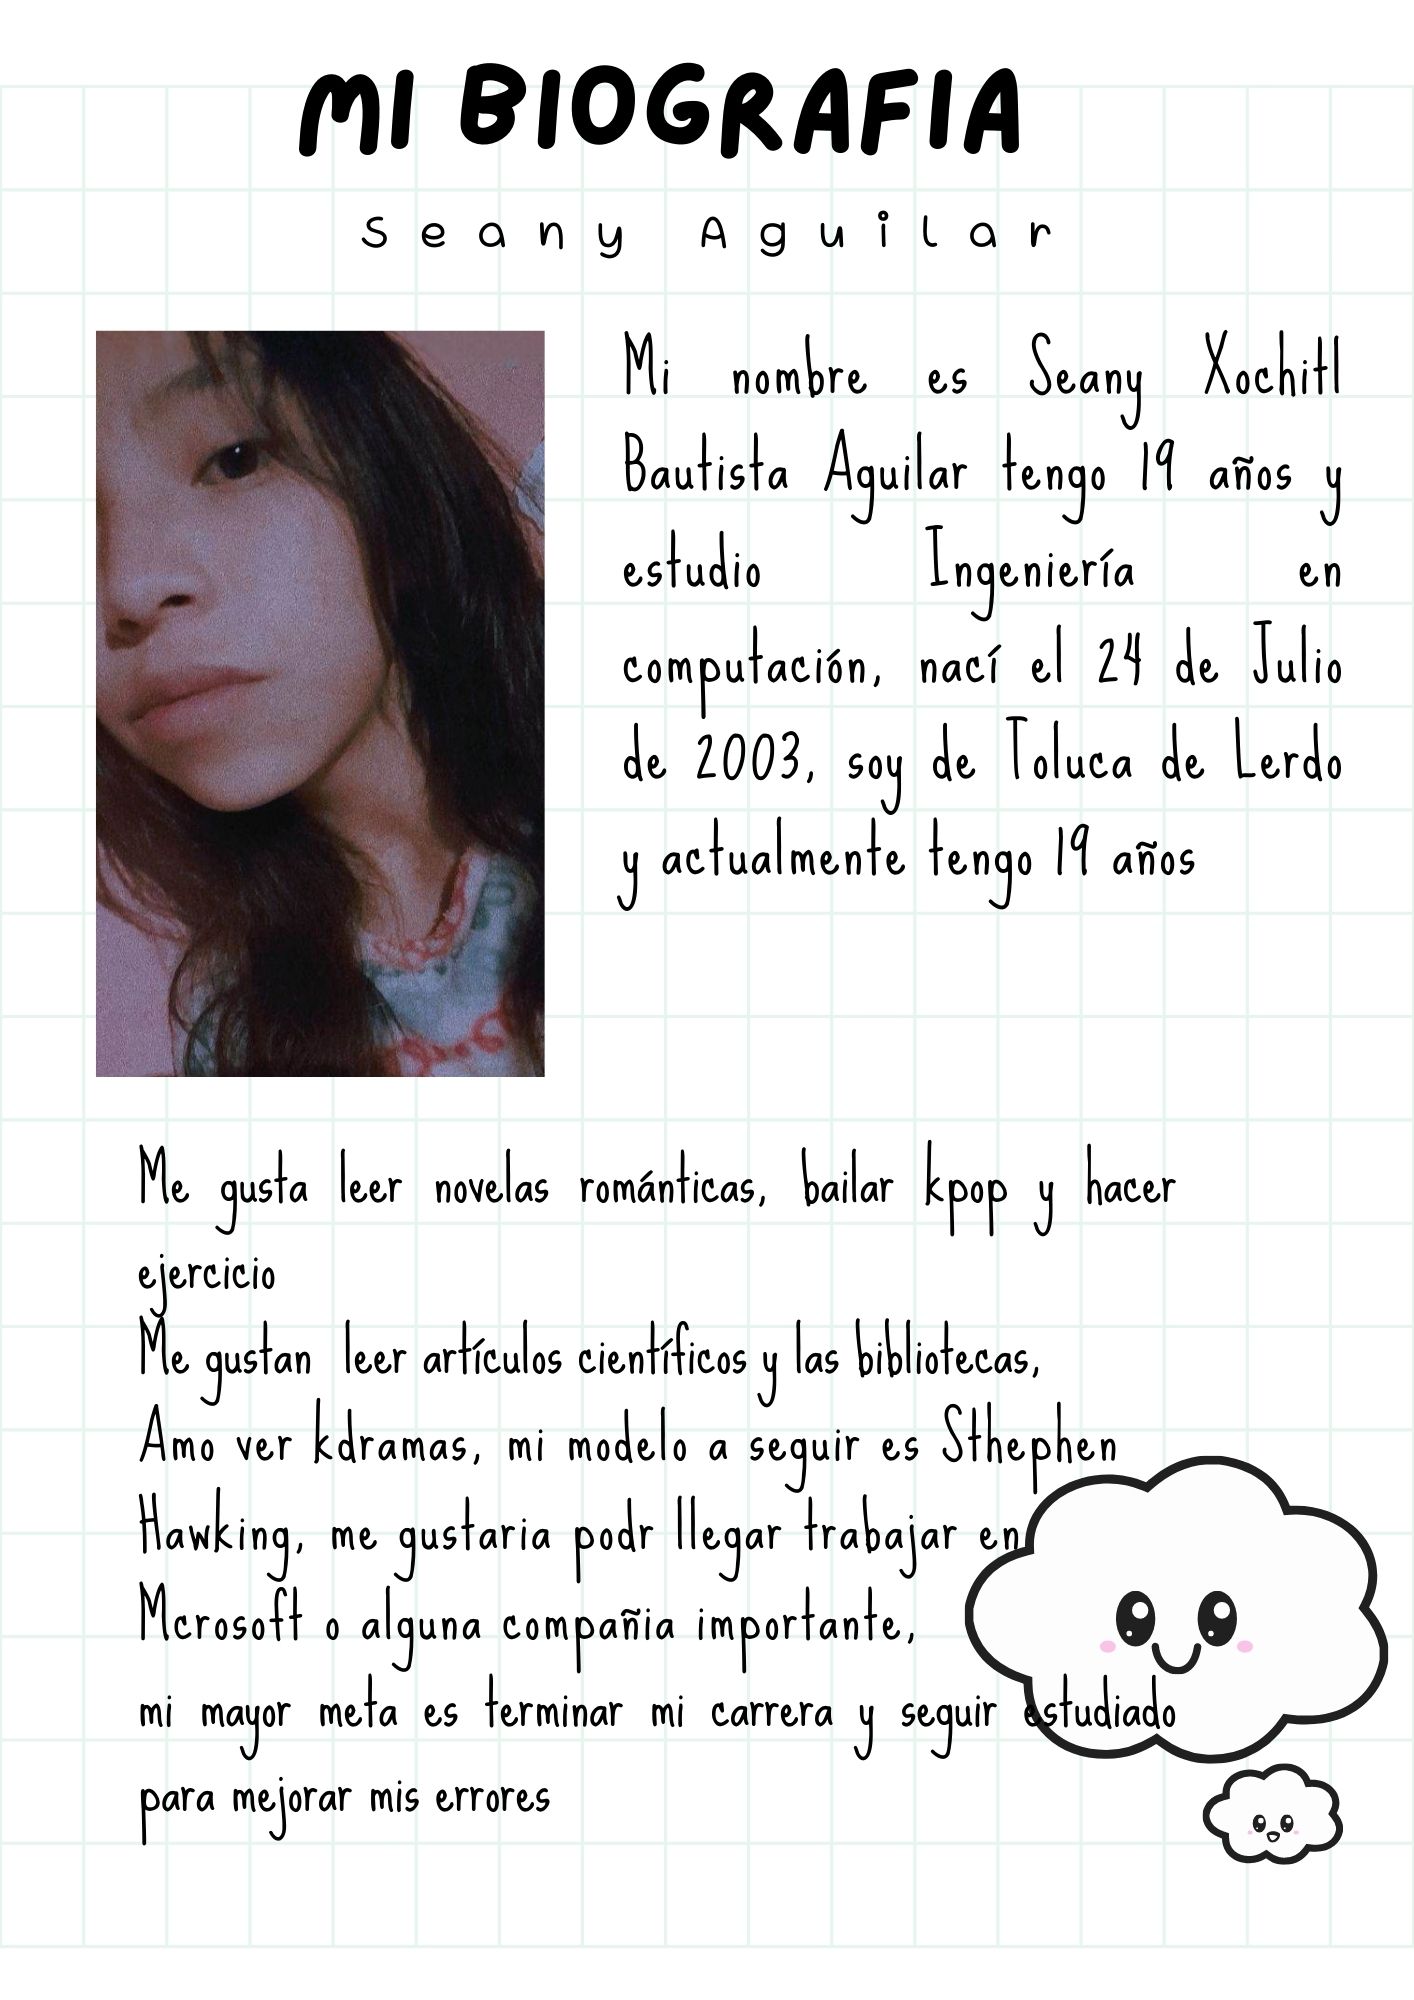 MI BIOGRAFIA
Seany Aguilar
Mi nombre es Seany Xochitl
Bautista Aguilar tengo 19 años y
estudio Ingeniería en
computación, nací el 24 de Julio
de 2003, soy de Toluca de Lerdo
y actualmente tengo 19 años
Me gusta leer novelas románticas, bailar kpop y hacer
ejercicio
Me gustan leer artículos científicos y las bibliotecas,
Amo ver kdramas, mi modelo a seguir es Sthephen
Hawking, me gustaria podr llegar trabajar en
Mcrosoft o alguna compañia importante,
mi mayor meta es terminar mi carrera y seguir estudiado
para mejorar mis errores